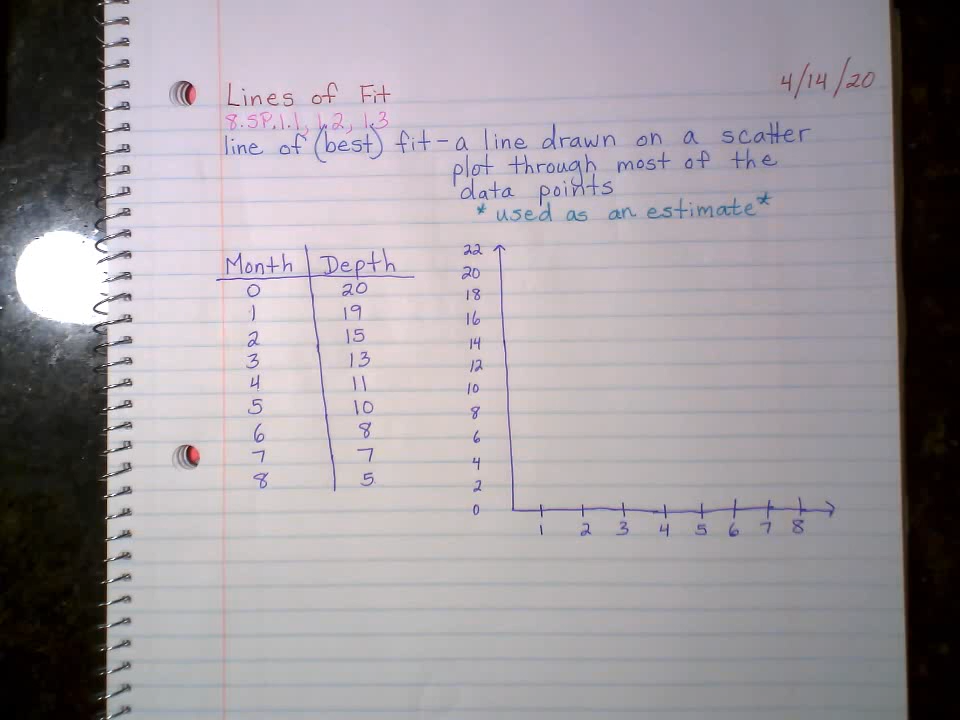 4/14/20
Lines of Fit
8.SP.1.1, 1.2, 1.3
line of (best) fit - a line drawn on a scatter
plot through most of the
data points
*used as an estimate*
Month Depth
0 20
1 19
2 15
3 13
4 11
5 10
6 8
7 7
8 5
22
20
18
16
14
12
10
8
6
4
2
0
1 2 3 4 5 6 7 8